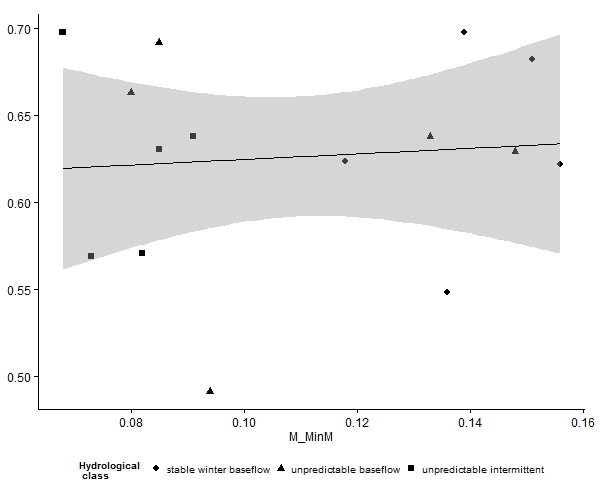 0.70
0.65
0.60
0.55
0.50
0.08 0.10 0.12 0.14 0.16
M_MinM
Hydrological
class
stable winter baseflow unpredictable baseflow unpredictable intermittent